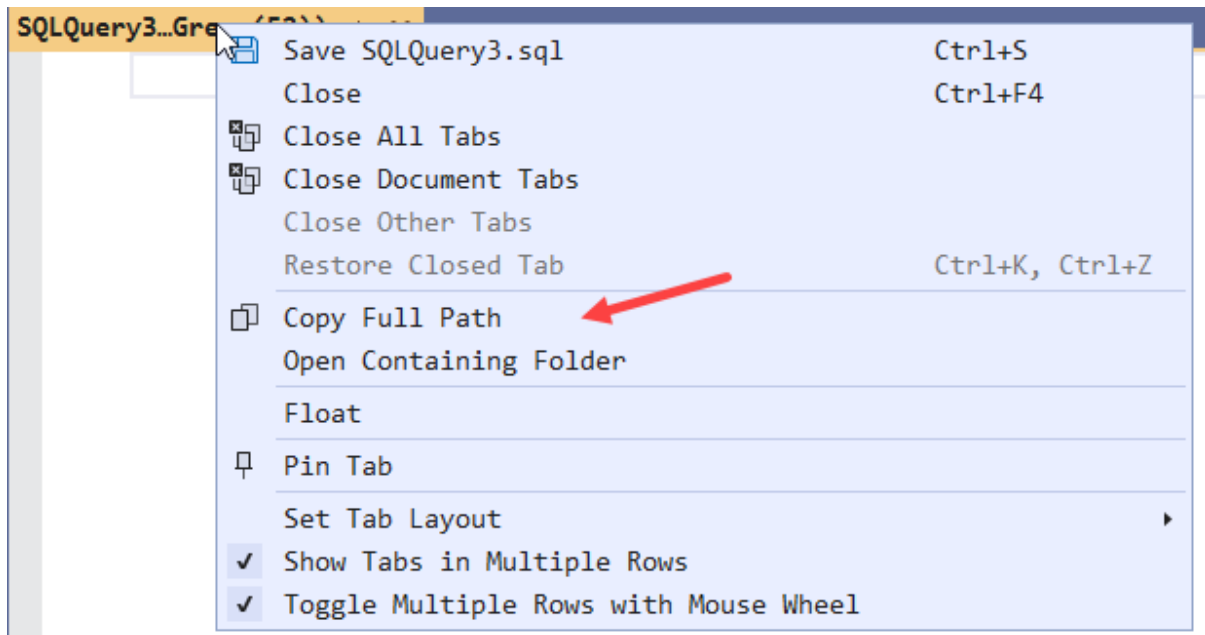 SQLQuery3…Gre
Save SQLQuery3.sql Ctrl+S
Close Ctrl+F4
Close All Tabs
Close Document Tabs
Close Other Tabs
Restore Closed Tab Ctrl+K, Ctrl+Z
Copy Full Path
Open Containing Folder
Float
Pin Tab
Set Tab Layout
Show Tabs in Multiple Rows
Toggle Multiple Rows with Mouse Wheel